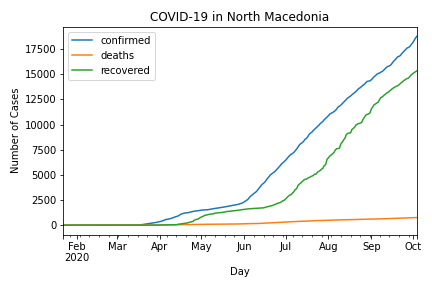 COVID-19 in North Macedonia
confirmed
deaths
recovered
Number of Cases
17500
15000
12500
10000
7500
5000
2500
0
Feb Mar Apr May Jun Jul Aug Sep Oct
2020
Day